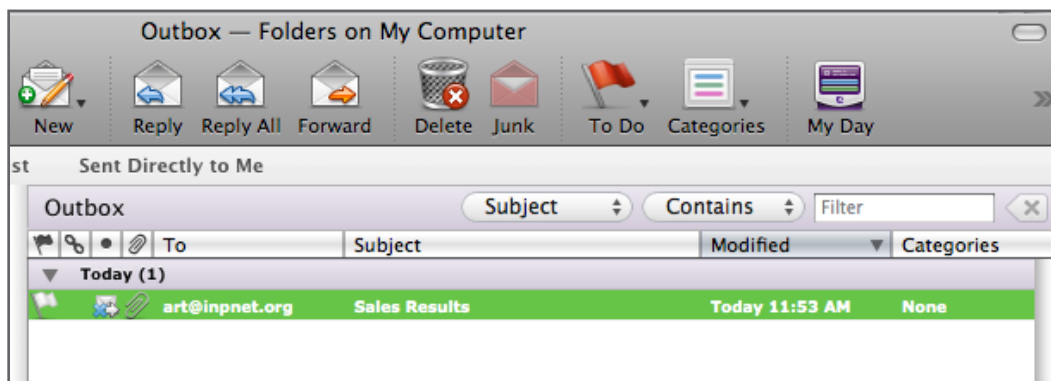 Outbox — Folders on My Computer
New Reply Reply All Forward Delete Junk To Do Categories My Day
st Sent Directly to Me
Outbox Subject Contains Filter
To Subject Modified Categories
Today (1)
art@inpnet.org Sales Results Today 11:53 AM None